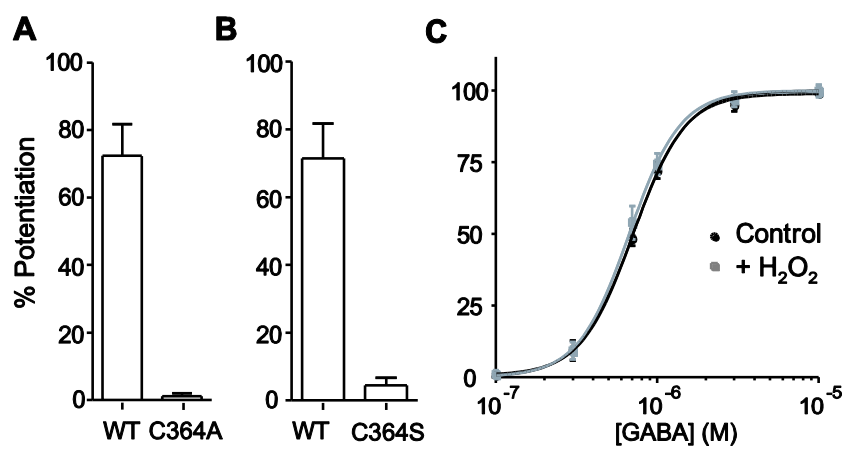 A
% Potentiation
100
80
60
40
20
0
WT C364A
B
100
80
60
40
20
0
WT C364S
C
100
75
50
25
0
10-7 10-6 10-5
[GABA] (M)
Control
+ H2O2